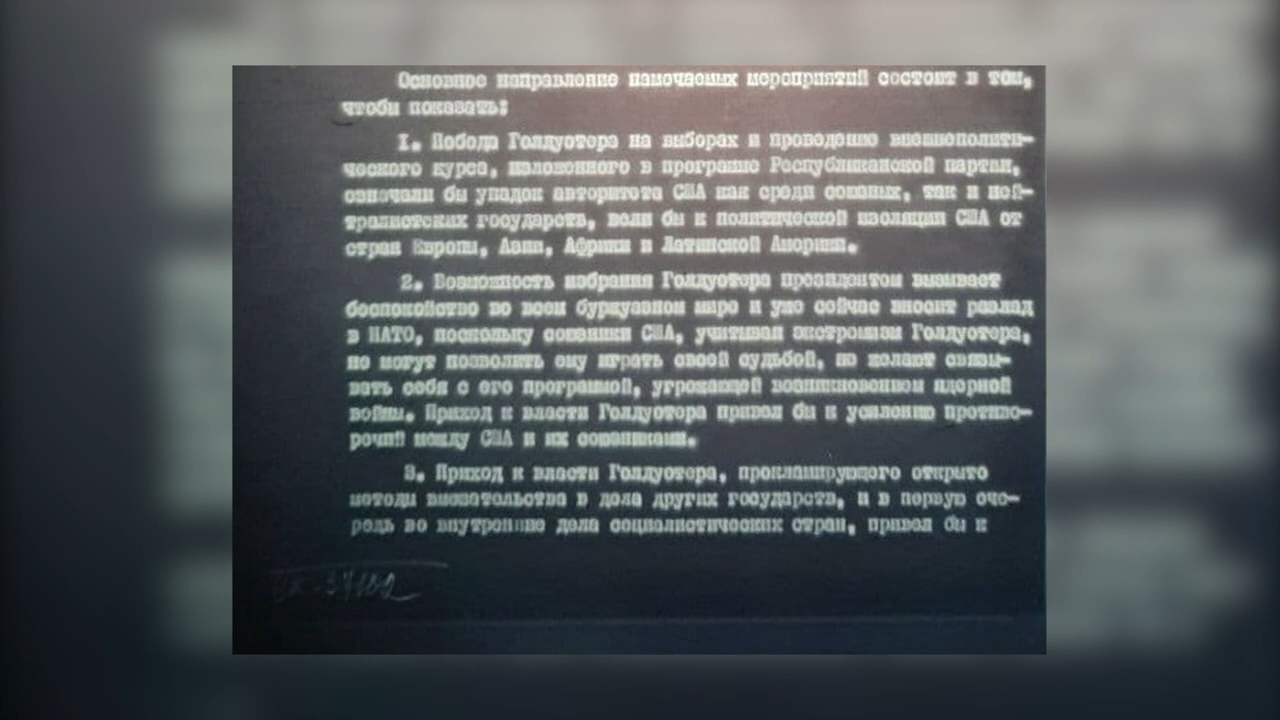 Основное направление намечаемых мероприятий состоит в том,
чтобы показать:
1. Победа Голдуотера на выборах и проведение внешнеполити-
ческого курса, изложенного в программе Республиканской партии,
означали бы упадок авторитета США как среди союзных, так и ней-
тралистских государств, вели бы к политической изоляции США от
стран Европы, Азии, Африки и Латинской Америки.
2. Возможность избрания Голдуотера президентом вызывает
беспокойство во всем буржуазном мире и уже сейчас вносит разлад
в НАТО, поскольку союзники США, учитывая экстремизм Голдуотера,
не могут позволить ему играть своей судьбой, не желают связы-
вать себя с его программой, угрожающей возникновением ядерной
войны. Приход к власти Голдуотера привел бы к усилению противо-
речий между США и их союзниками.
3. Приход к власти Голдуотера, прокламирующего открыто
методы вмешательства в дела других государств, и в первую оче-
редь во внутренние дела социалистических стран, привел бы к